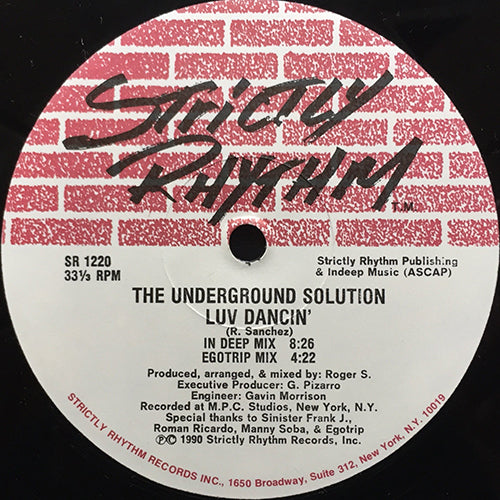 STRICTLY
RHYTHM
T.M.
SR 1220
33⅓ RPM
Strictly Rhythm Publishing
& Indeep Music (ASCAP)
THE UNDERGROUND SOLUTION
LUV DANCIN'
(R. Sanchez)
IN DEEP MIX 8:26
EGOTRIP MIX 4:22
Produced, arranged, & mixed by: Roger S.
Executive Producer: G. Pizarro
Engineer: Gavin Morrison
Recorded at M.P.C. Studios, New York, N.Y.
Special thanks to Sinister Frank J.,
Roman Ricardo, Manny Soba, & Egotrip
℗© 1990 Strictly Rhythm Records, Inc.
STRICTLY RHYTHM RECORDS INC., 1650 Broadway, Suite 312, New York, N.Y. 10019